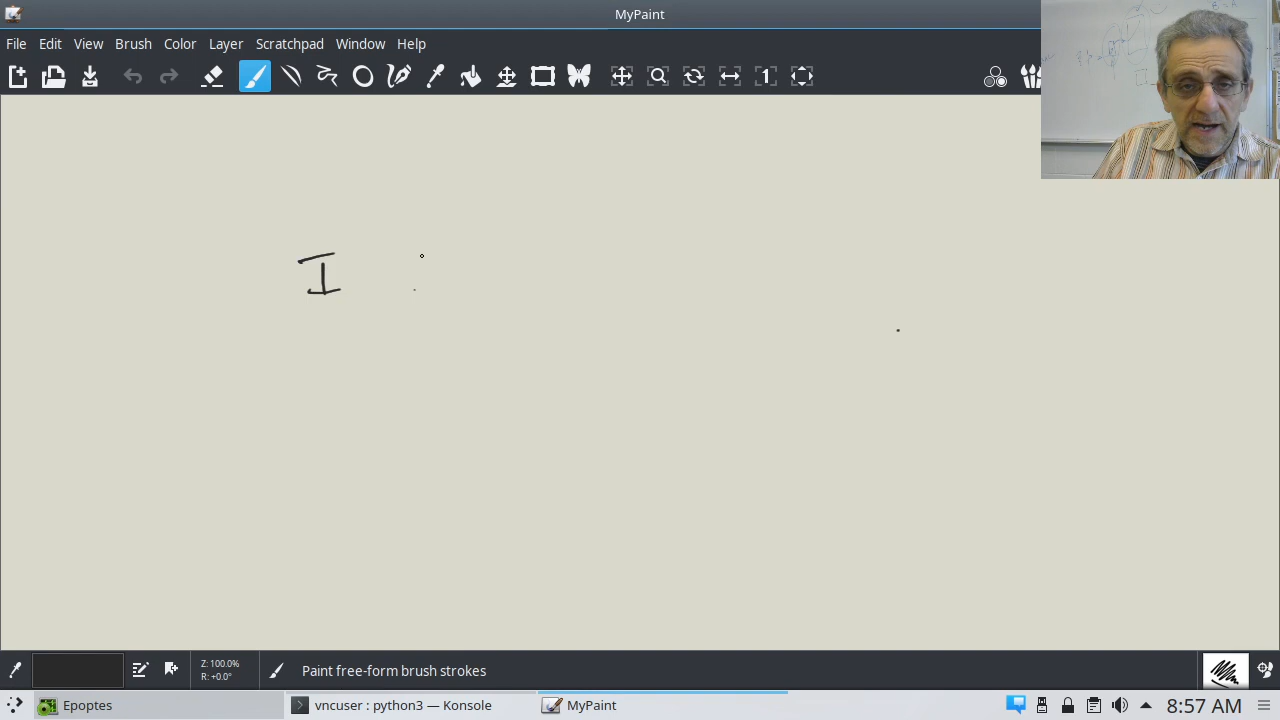 MyPaint
File Edit View Brush Color Layer Scratchpad Window Help
I
Z: 100.0%
R: +0.0°
Paint free-form brush strokes
Epoptes
vncuser : python3 — Konsole
MyPaint
8:57 AM